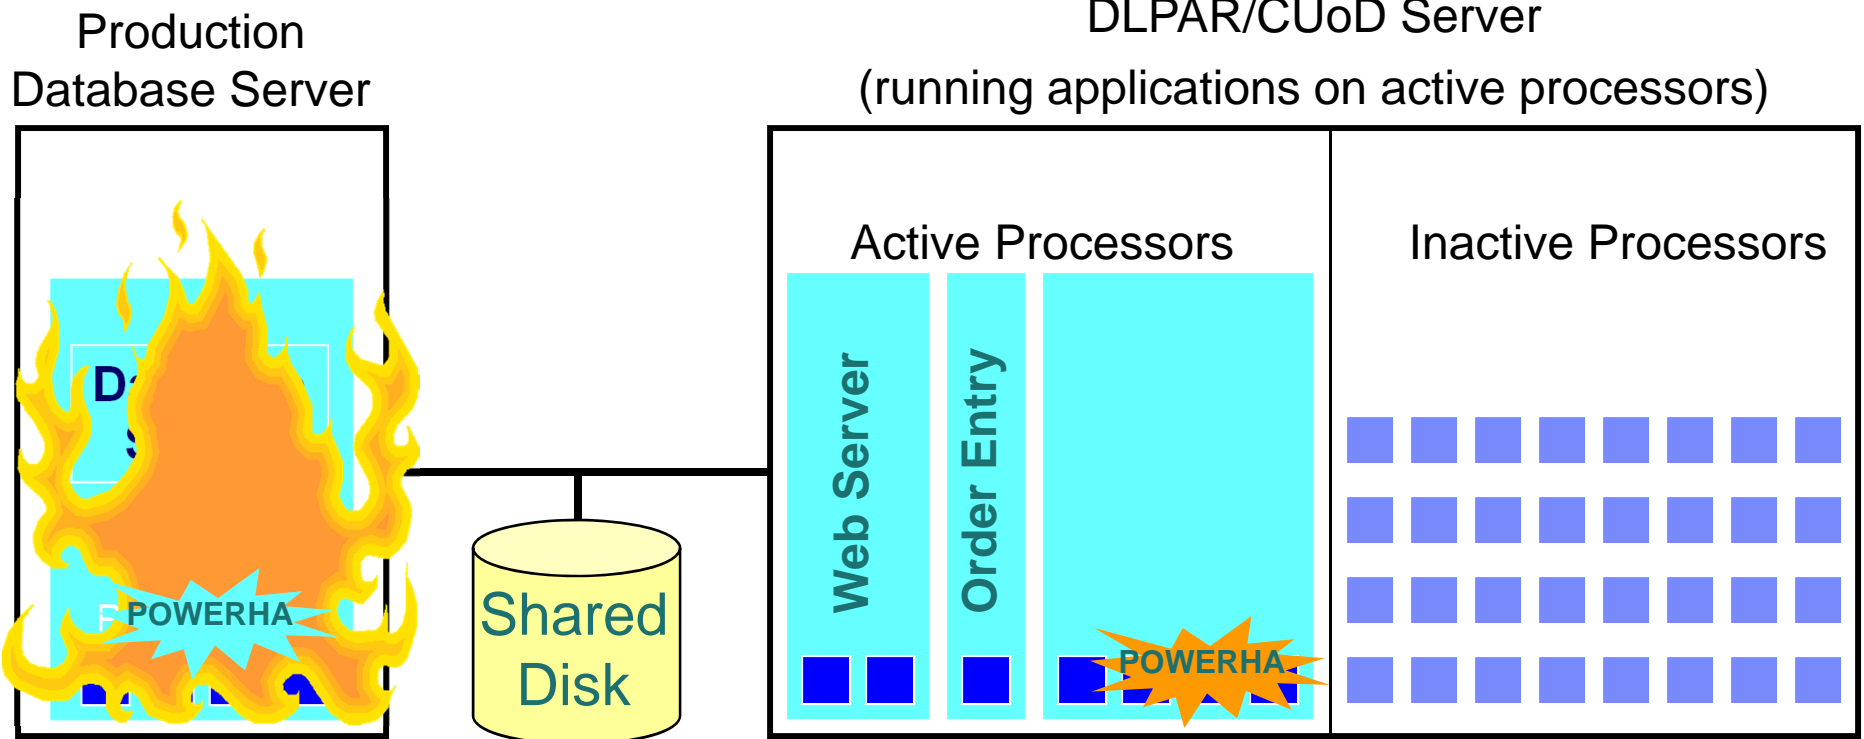 Production
Database Server
DLPAR/CUoD Server
(running applications on active processors)
Active Processors
Inactive Processors
POWERHA
Shared
Disk
Web Server
Order Entry
POWERHA